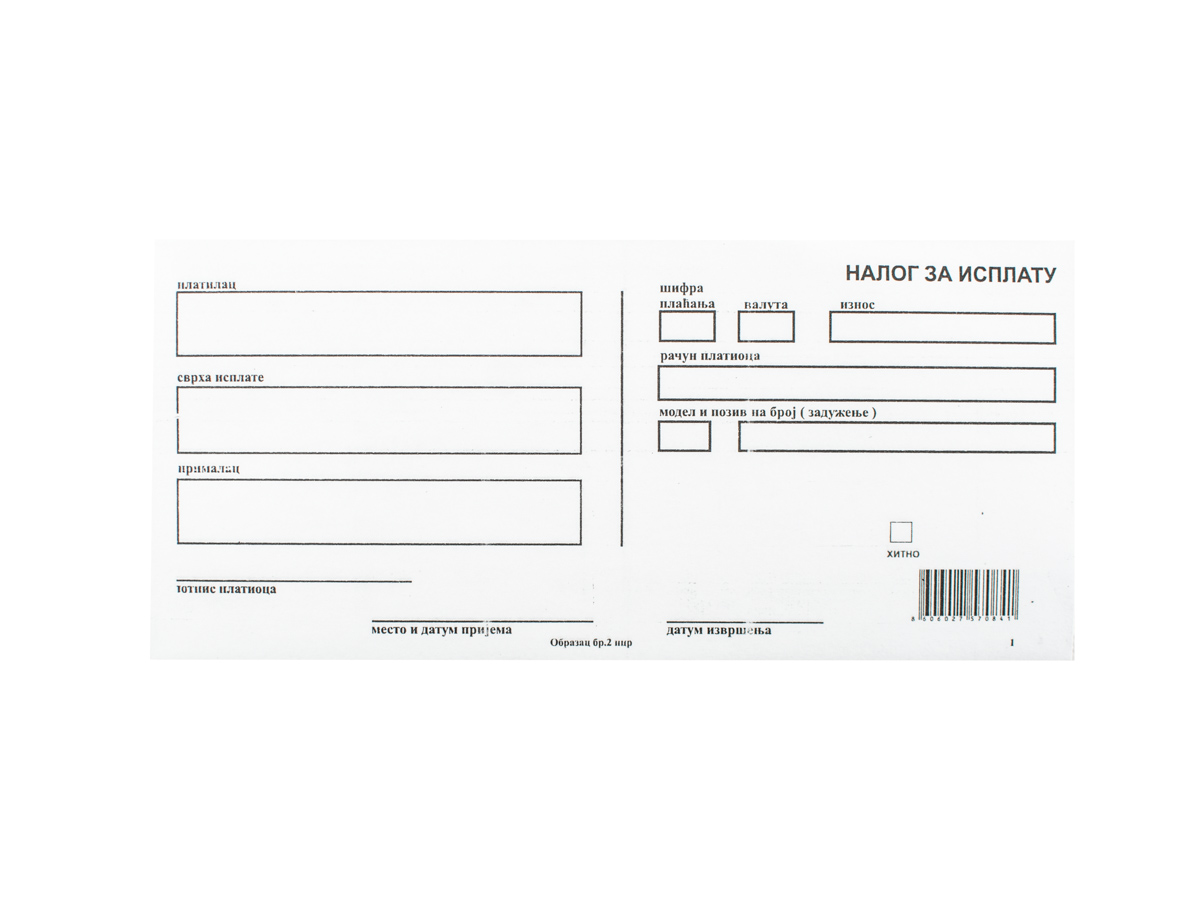 НАЛОГ ЗА ИСПЛАТУ
платилац
сврха исплате
прималац
потпис платиоца
место и датум пријема
шифра
плаћања
валута
износ
рачун платиоца
модел и позив на број ( задужење )
ХИТНО
8 606027 570841
датум извршења
Образац бр.2 нцр
1